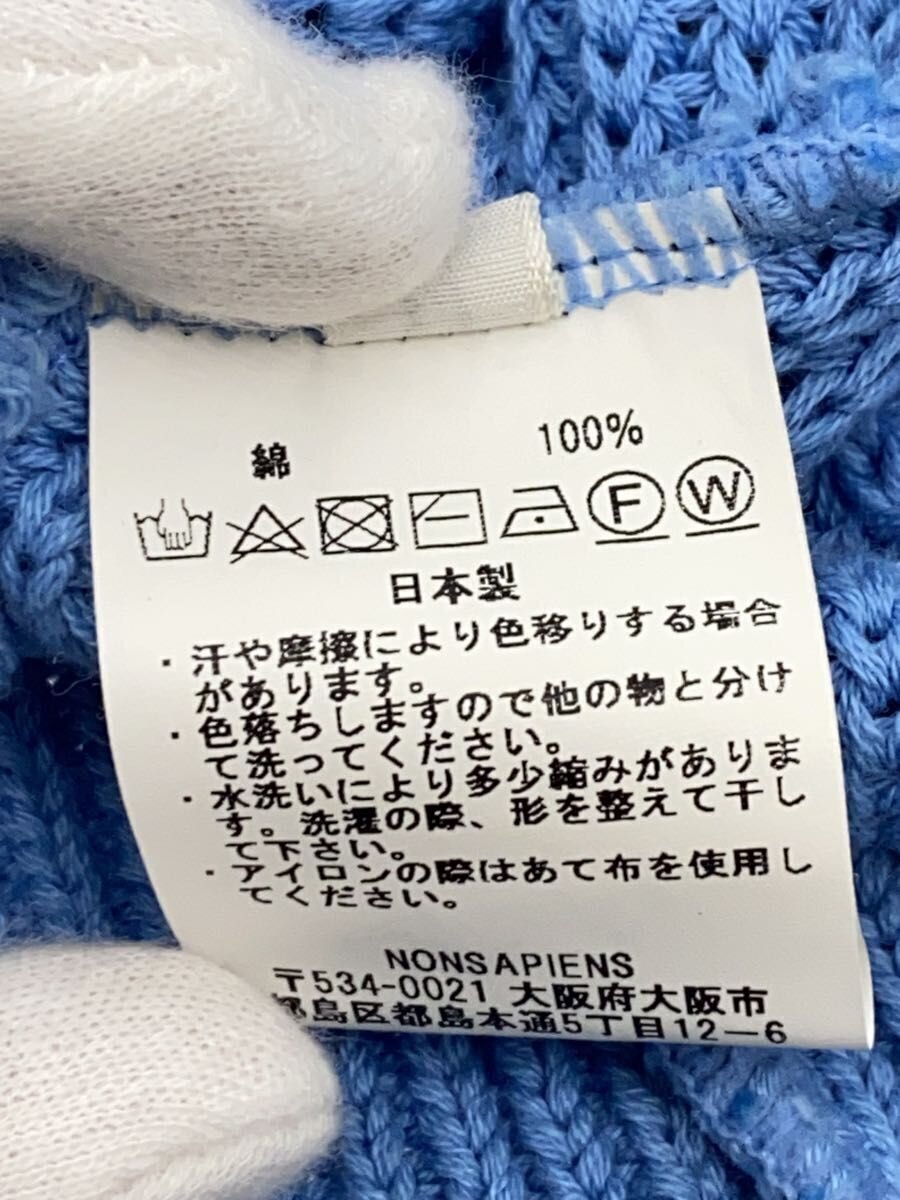 綿 100%
F W
日本製
・汗や摩擦により色移りする場合
があります。
・色落ちしますので他の物と分け
て洗ってください。
・水洗いにより多少縮みがありま
す。洗濯の際、形を整えて干し
て下さい。
・アイロンの際はあて布を使用し
てください。
NONSAPIENS
〒534-0021 大阪府大阪市
都島区都島本通5丁目12-6